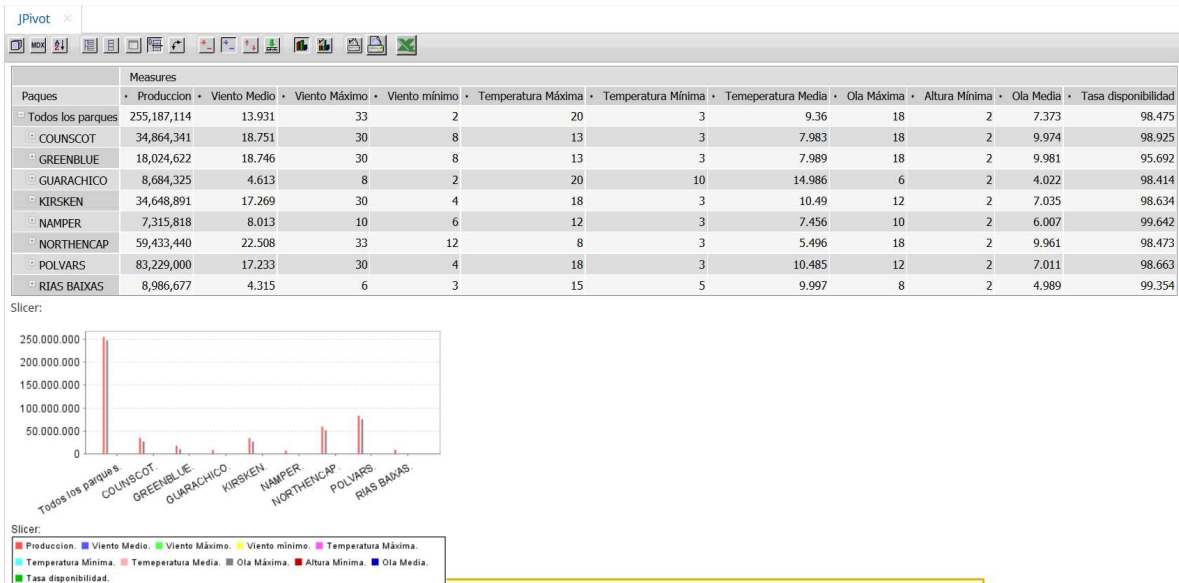 JPivot ×
MDX
Measures
Paques • Produccion • Viento Medio • Viento Máximo • Viento mínimo • Temperatura Máxima • Temperatura Mínima • Temeperatura Media • Ola Máxima • Altura Mínima • Ola Media • Tasa disponibilidad
Todos los parques 255,187,114 13.931 33 2 20 3 9.36 18 2 7.373 98.475
COUNSCOT 34,864,341 18.751 30 8 13 3 7.983 18 2 9.974 98.925
GREENBLUE 18,024,622 18.746 30 8 13 3 7.989 18 2 9.981 95.692
GUARACHICO 8,684,325 4.613 8 2 20 10 14.986 6 2 4.022 98.414
KIRSKEN 34,648,891 17.269 30 4 18 3 10.49 12 2 7.035 98.634
NAMPER 7,315,818 8.013 10 6 12 3 7.456 10 2 6.007 99.642
NORTHENCAP 59,433,440 22.508 33 12 8 3 5.496 18 2 9.961 98.473
POLVARS 83,229,000 17.233 30 4 18 3 10.485 12 2 7.011 98.663
RIAS BAIXAS 8,986,677 4.315 6 3 15 5 9.997 8 2 4.989 99.354
Slicer:
250.000.000
200.000.000
150.000.000
100.000.000
50.000.000
0
Todos los parques. COUNSCOT. GREENBLUE. GUARACHICO. KIRSKEN. NAMPER. NORTHENCAP. POLVARS. RIAS BAIXAS.
Slicer:
Produccion. Viento Medio. Viento Máximo. Viento mínimo. Temperatura Máxima.
Temperatura Mínima. Temeperatura Media. Ola Máxima. Altura Mínima. Ola Media.
Tasa disponibilidad.